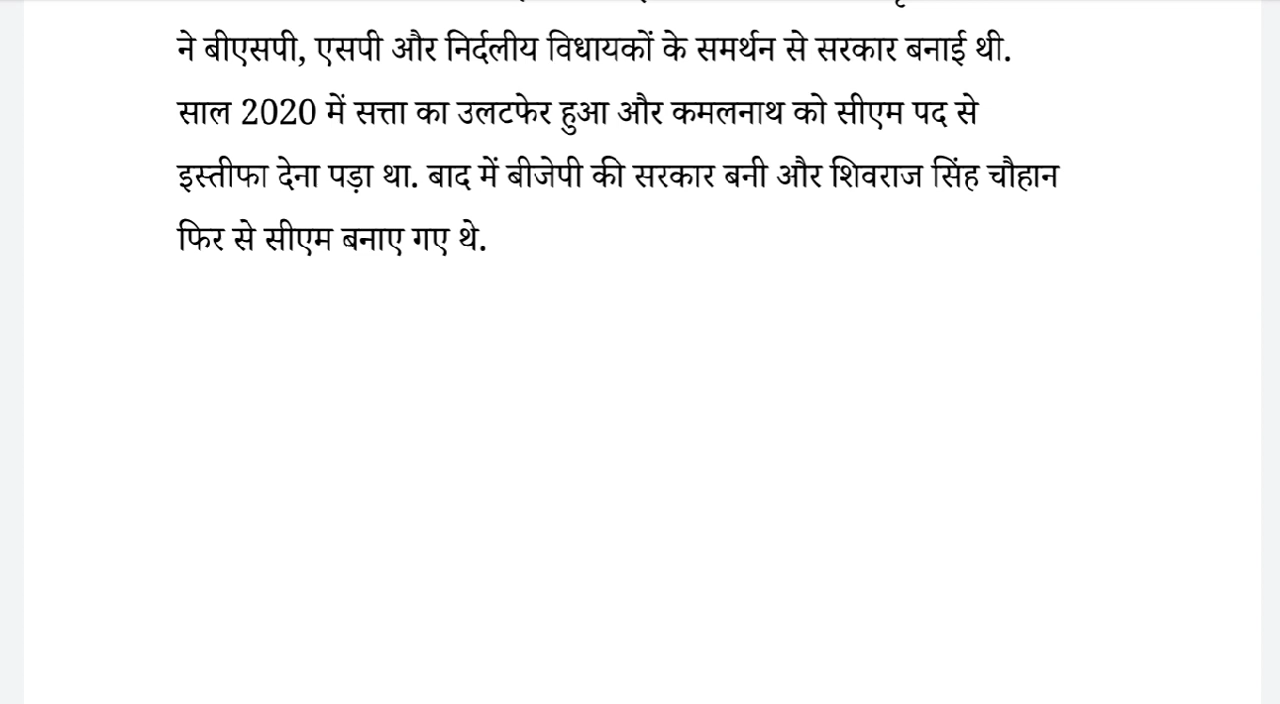 ने बीएसपी, एसपी और निर्दलीय विधायकों के समर्थन से सरकार बनाई थी.
साल 2020 में सत्ता का उलटफेर हुआ और कमलनाथ को सीएम पद से
इस्तीफा देना पड़ा था. बाद में बीजेपी की सरकार बनी और शिवराज सिंह चौहान
फिर से सीएम बनाए गए थे.